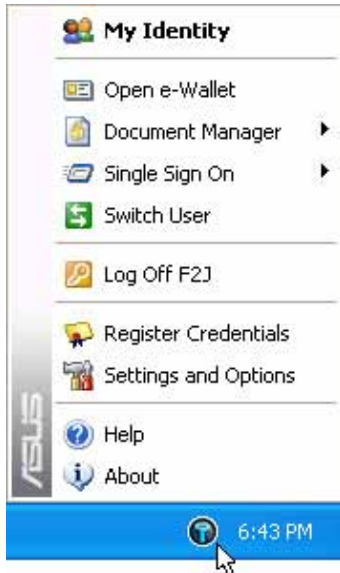 My Identity
Open e-Wallet
Document Manager
Single Sign On
Switch User
Log Off F2J
Register Credentials
Settings and Options
Help
About
ASUS
6:43 PM